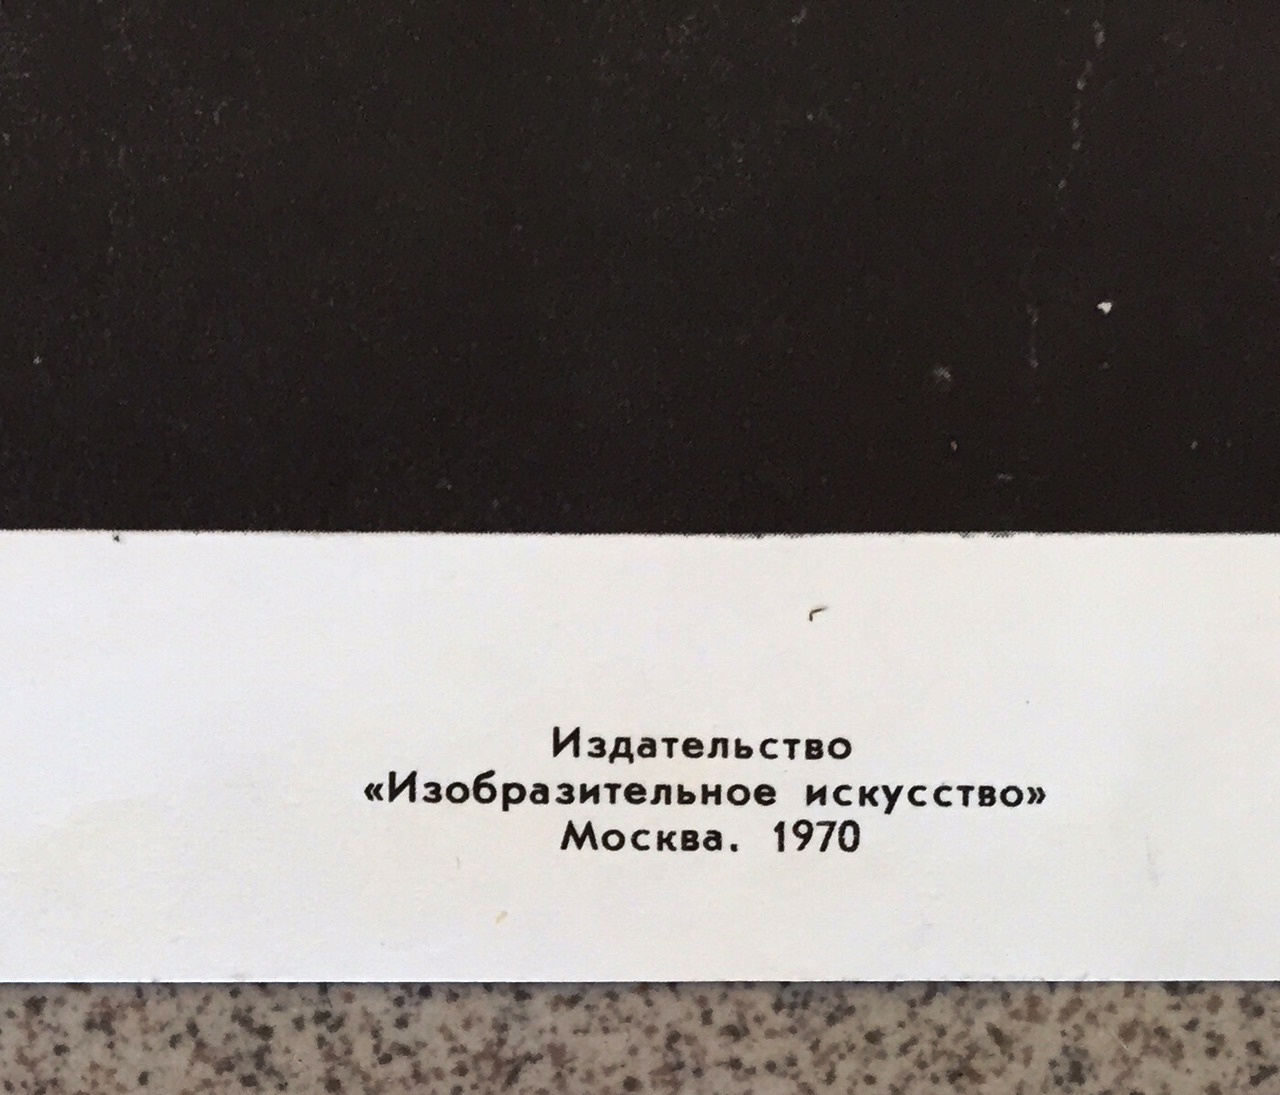 Издательство
«Изобразительное искусство»
Москва. 1970